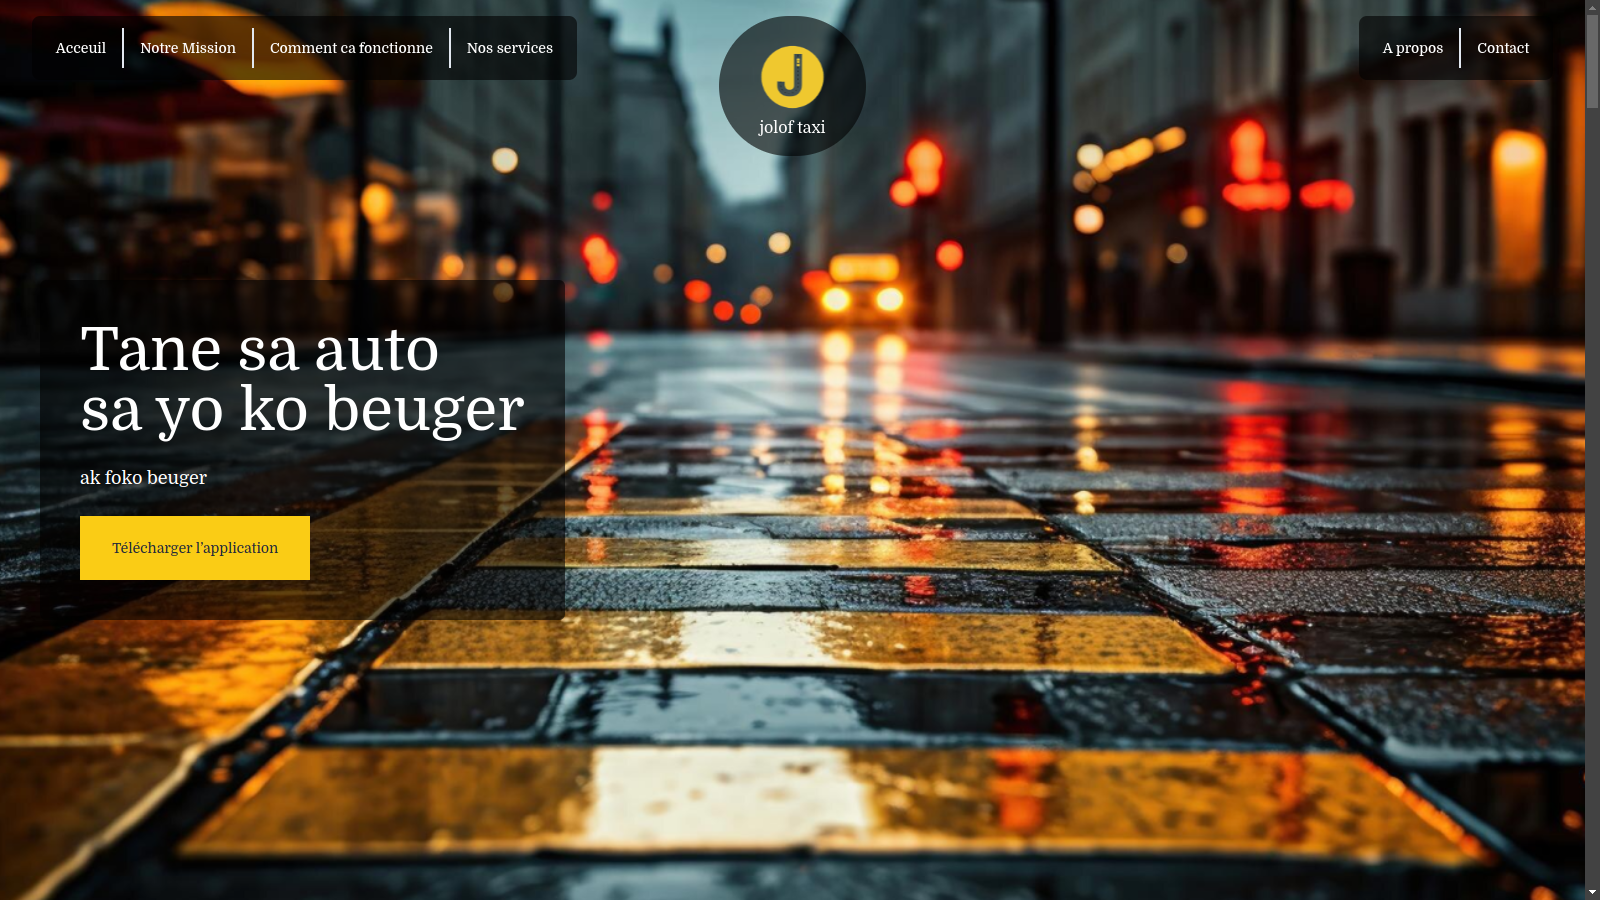 Acceuil
Notre Mission
Comment ca fonctionne
Nos services
J
jolof taxi
A propos
Contact
Tane sa auto
sa yo ko beuger
ak foko beuger
Télécharger l'application